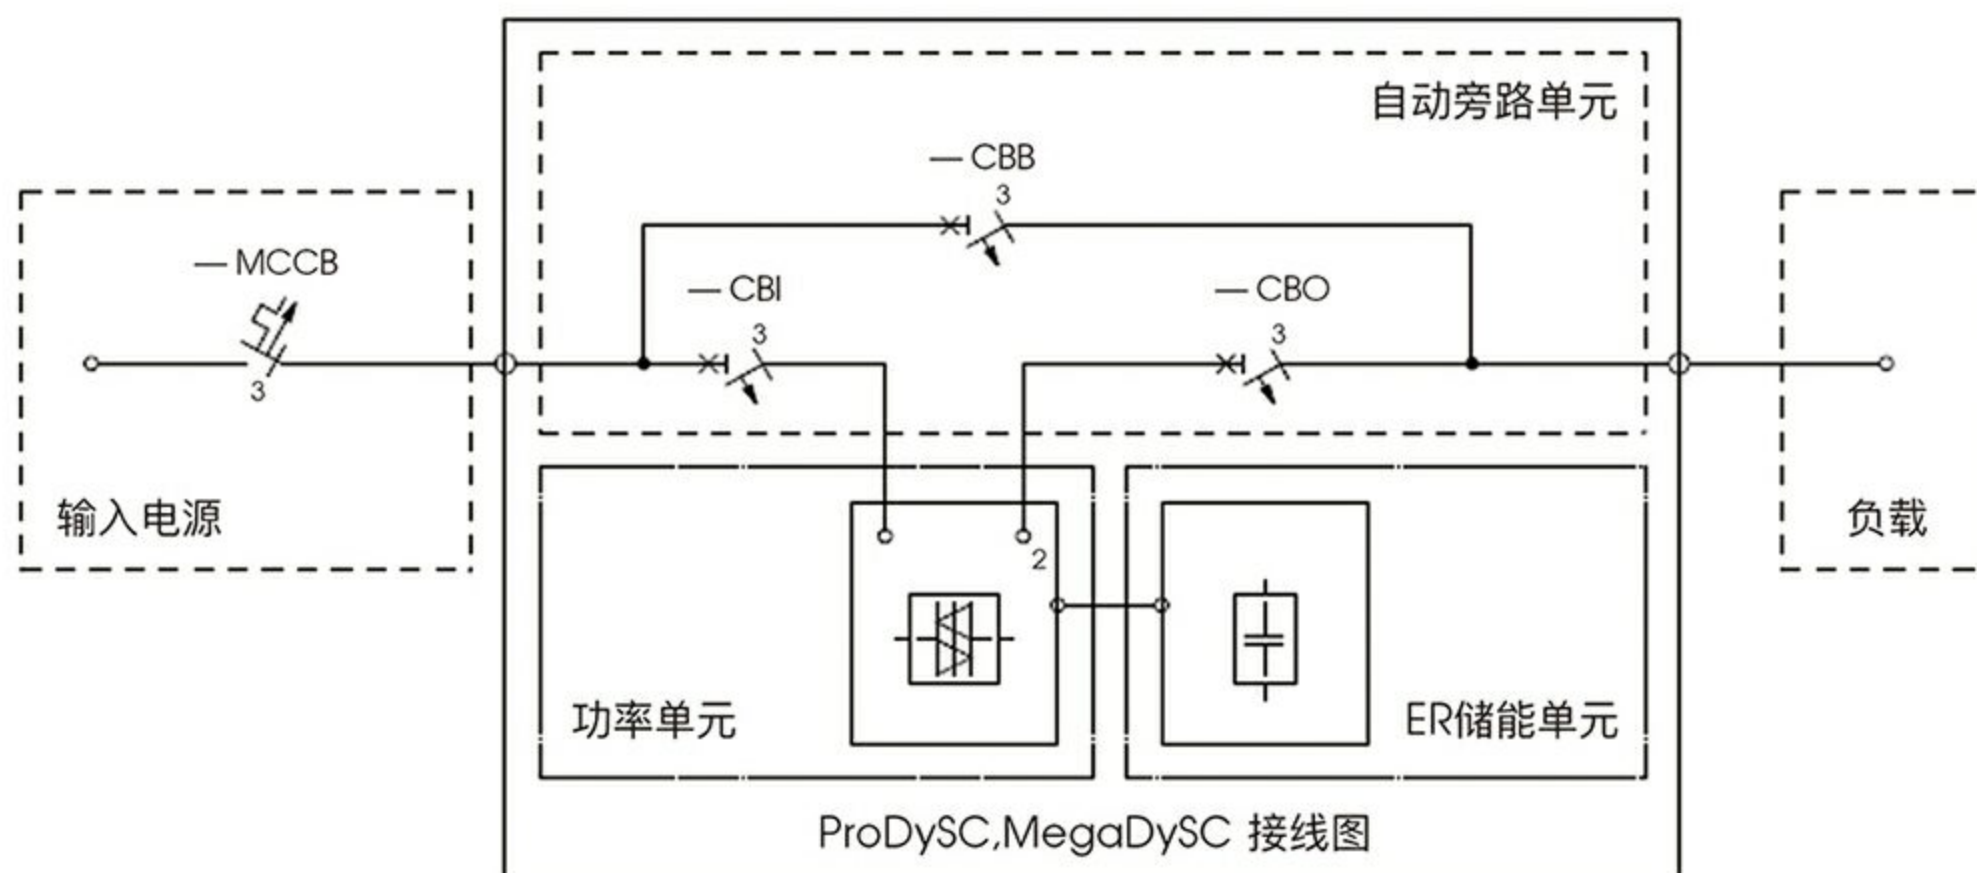 自动旁路单元
— CBB
3
— MCCB
3
— CBI
3
— CBO
3
输入电源
负载
2
功率单元
ER储能单元
ProDySC,MegaDySC 接线图